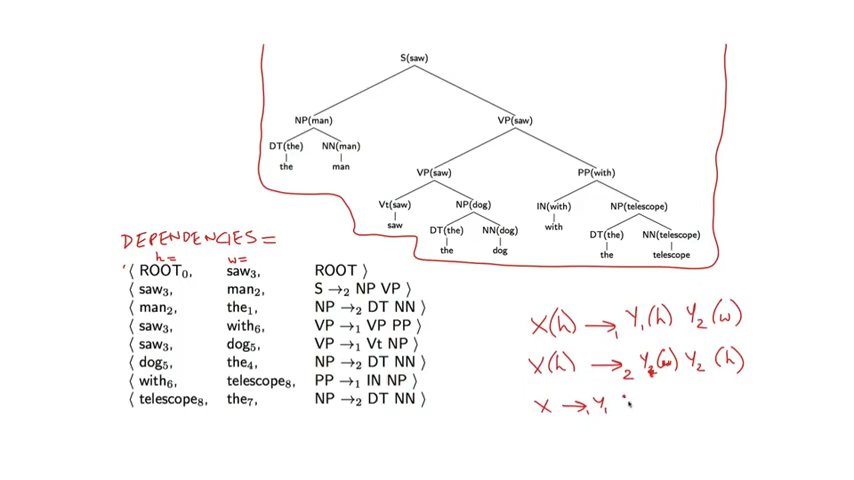 S(saw)
NP(man) VP(saw)
DT(the) NN(man) VP(saw) PP(with)
the man Vt(saw) NP(dog) IN(with) NP(telescope)
saw DT(the) NN(dog) with DT(the) NN(telescope)
the dog the telescope
DEPENDENCIES =
h= w=
⟨ ROOT₀, saw₃, ROOT ⟩
⟨ saw₃, man₂, S →₂ NP VP ⟩
⟨ man₂, the₁, NP →₂ DT NN ⟩
⟨ saw₃, with₆, VP →₁ VP PP ⟩
⟨ saw₃, dog₅, VP →₁ Vt NP ⟩
⟨ dog₅, the₄, NP →₂ DT NN ⟩
⟨ with₆, telescope₈, PP →₁ IN NP ⟩
⟨ telescope₈, the₇, NP →₂ DT NN ⟩
X(h) →₁ Y₁(h) Y₂(w)
X(h) →₂ Y₂(w) Y₂(h)
X →₁ Y₁